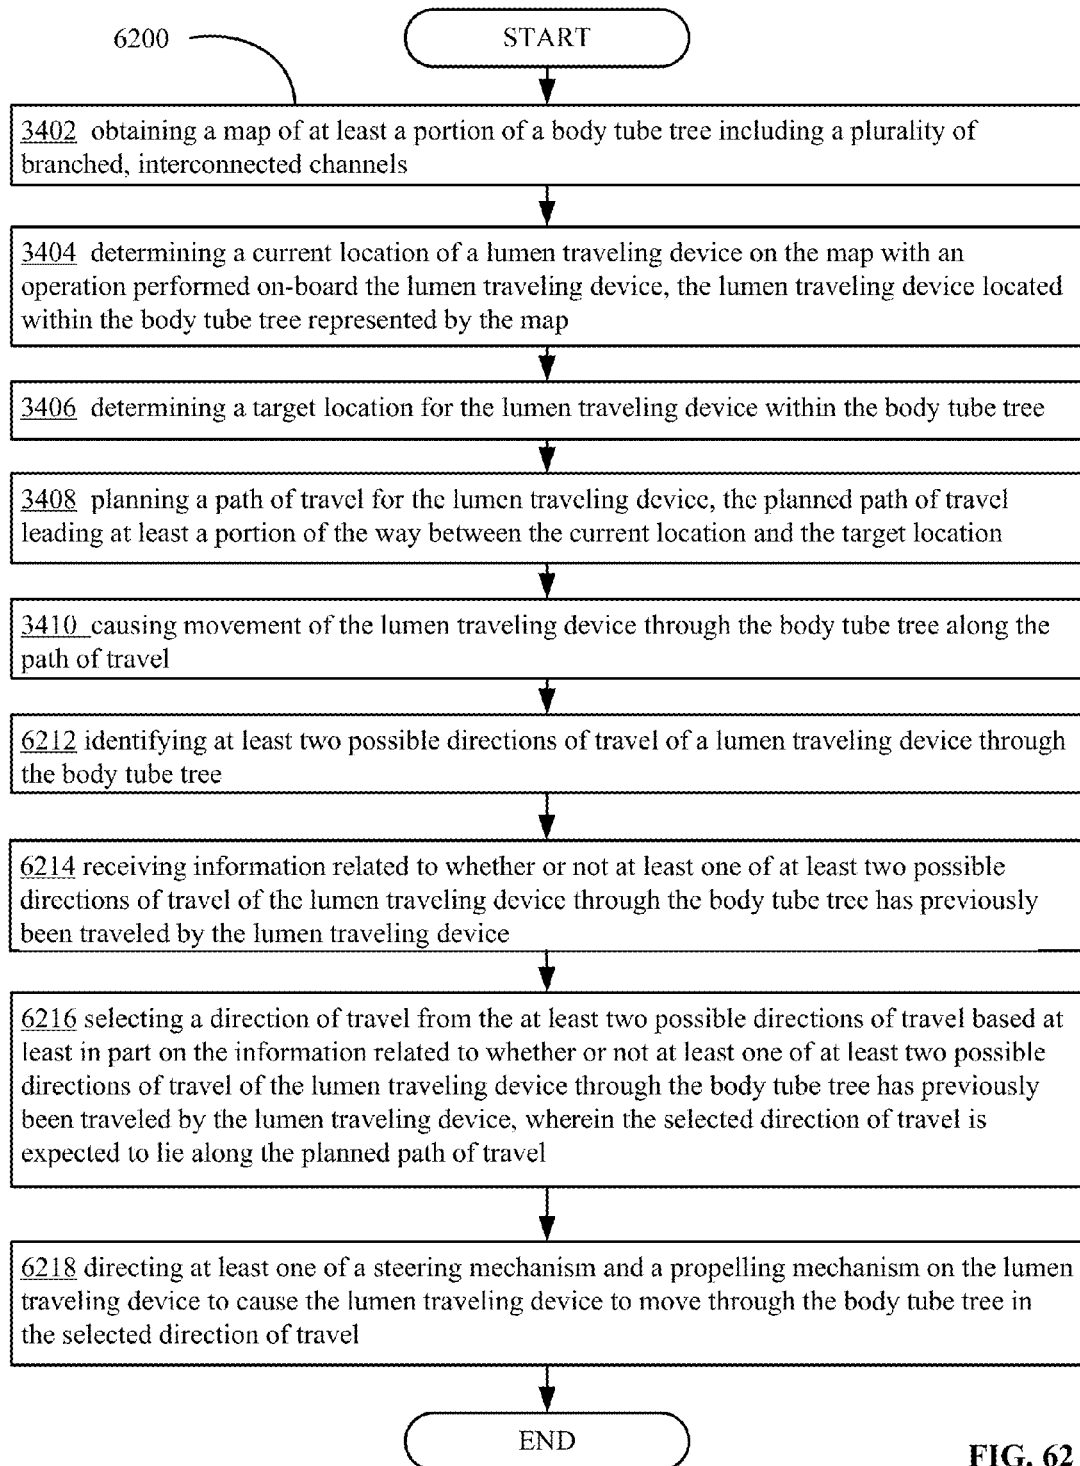 6200
START
3402 obtaining a map of at least a portion of a body tube tree including a plurality of
branched, interconnected channels
3404 determining a current location of a lumen traveling device on the map with an
operation performed on-board the lumen traveling device, the lumen traveling device located
within the body tube tree represented by the map
3406 determining a target location for the lumen traveling device within the body tube tree
3408 planning a path of travel for the lumen traveling device, the planned path of travel
leading at least a portion of the way between the current location and the target location
3410 causing movement of the lumen traveling device through the body tube tree along the
path of travel
6212 identifying at least two possible directions of travel of a lumen traveling device through
the body tube tree
6214 receiving information related to whether or not at least one of at least two possible
directions of travel of the lumen traveling device through the body tube tree has previously
been traveled by the lumen traveling device
6216 selecting a direction of travel from the at least two possible directions of travel based at
least in part on the information related to whether or not at least one of at least two possible
directions of travel of the lumen traveling device through the body tube tree has previously
been traveled by the lumen traveling device, wherein the selected direction of travel is
expected to lie along the planned path of travel
6218 directing at least one of a steering mechanism and a propelling mechanism on the lumen
traveling device to cause the lumen traveling device to move through the body tube tree in
the selected direction of travel
END
FIG. 62